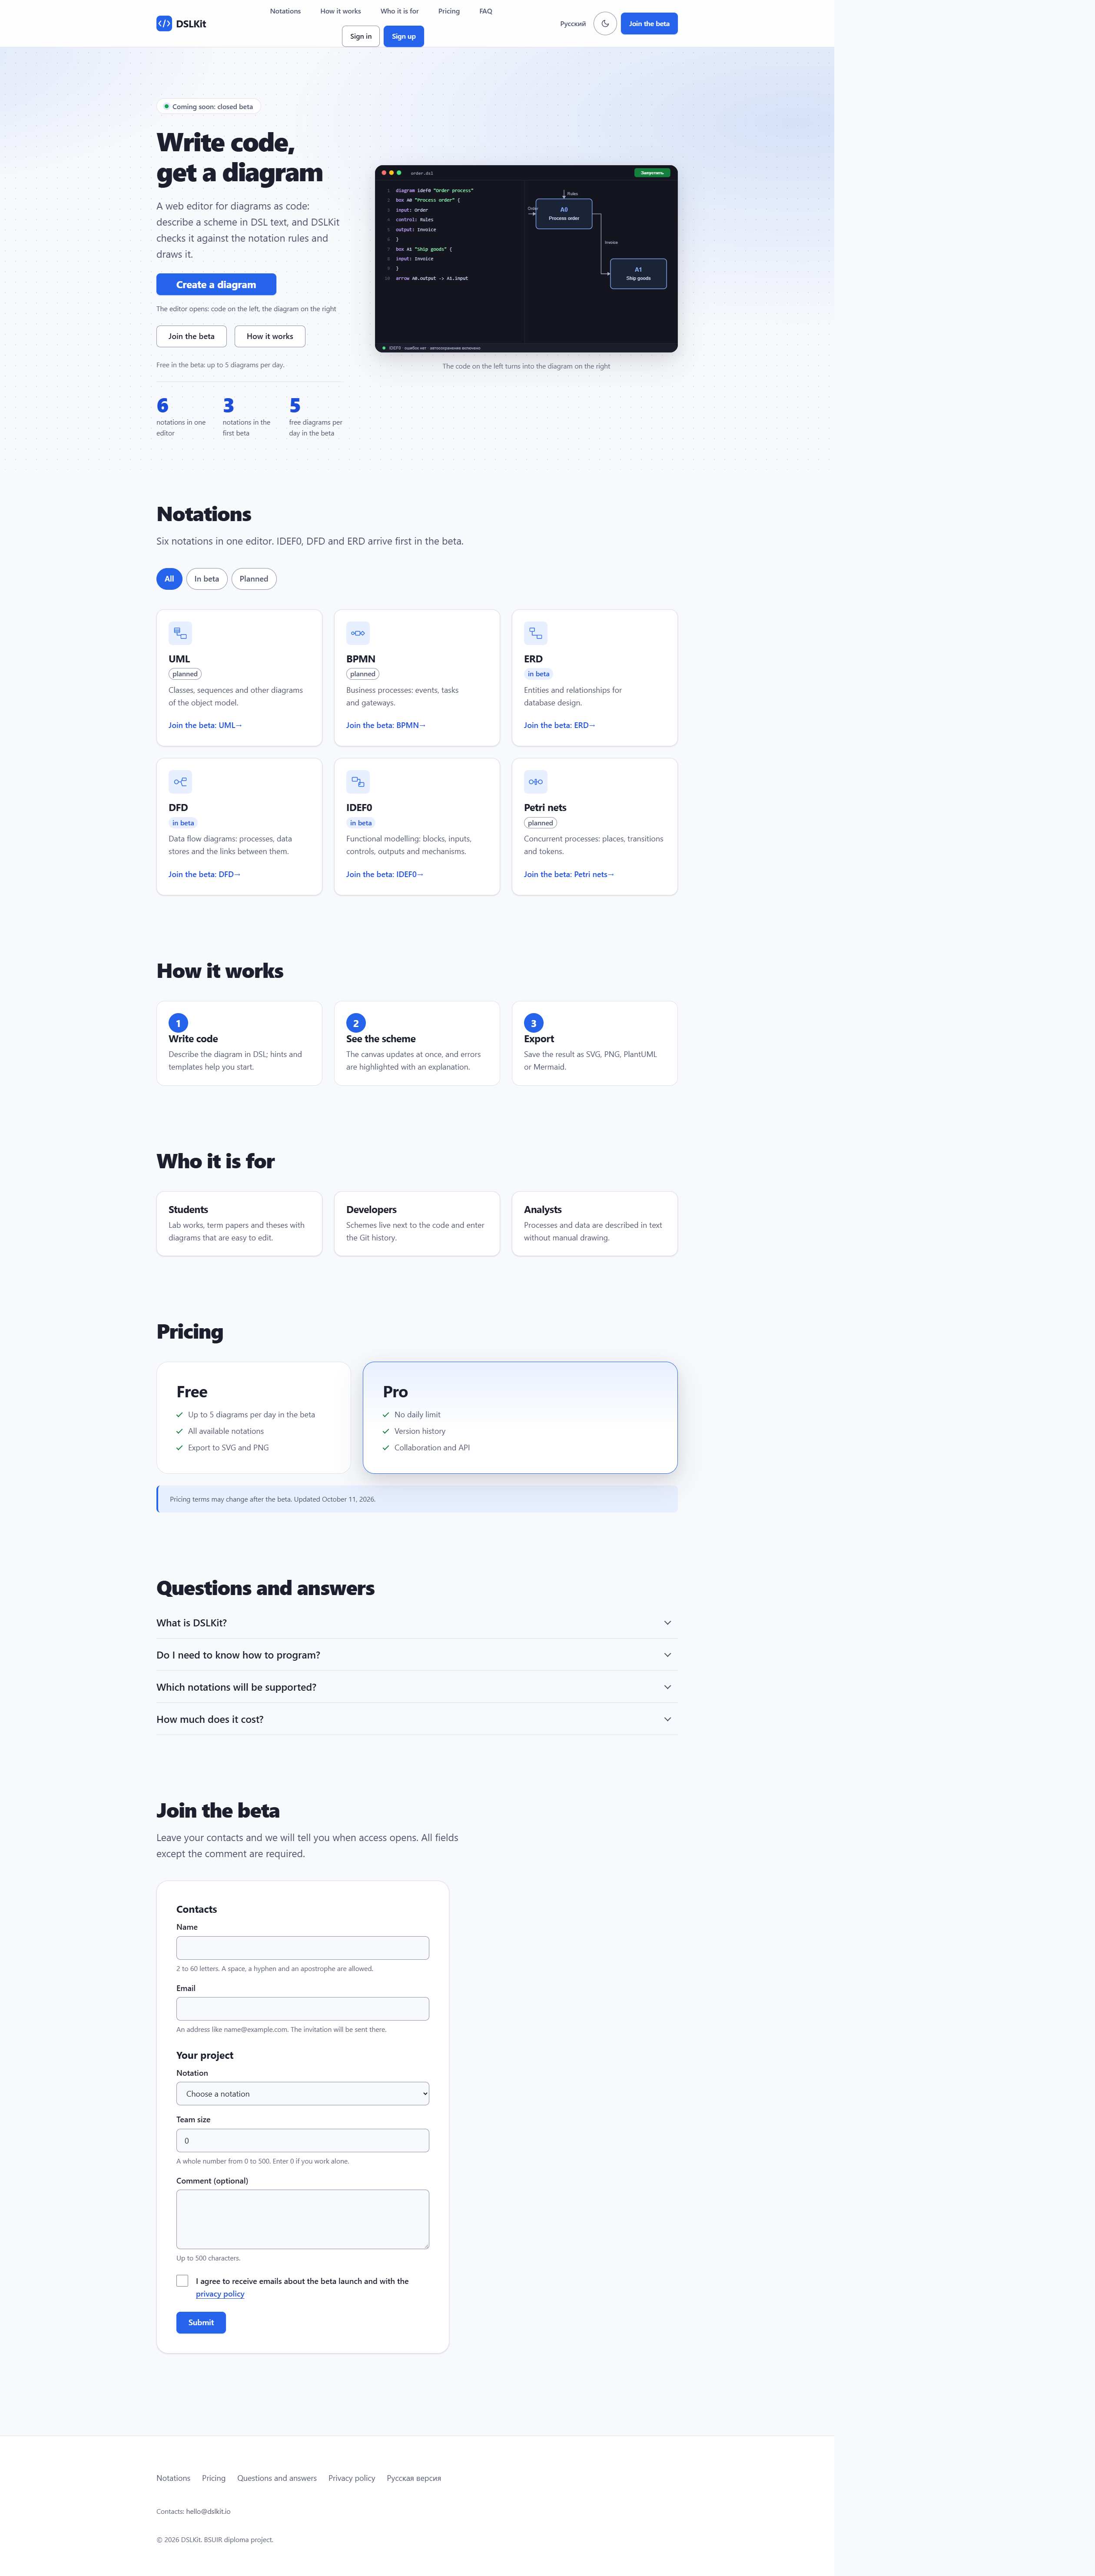 DSLKit
Notations How it works Who it is for Pricing FAQ
Sign in Sign up
Русский
Join the beta
Coming soon: closed beta
Write code,
get a diagram
A web editor for diagrams as code:
describe a scheme in DSL text, and DSLKit
checks it against the notation rules and
draws it.
Create a diagram
The editor opens: code on the left, the diagram on the right
Join the beta How it works
Free in the beta: up to 5 diagrams per day.
6
notations in one
editor
3
notations in the
first beta
5
free diagrams per
day in the beta
order.dsl
1 diagram idef0 "Order process"
2 box A0 "Process order" {
3 input: Order
4 control: Rules
5 output: Invoice
6 }
7 box A1 "Ship goods" {
8 input: Invoice
9 }
10 arrow A0.output -> A1.input
Rules
Order
A0
Process order
Invoice
A1
Ship goods
IDEF0 · ошибок нет · автосохранение включено
The code on the left turns into the diagram on the right
Notations
Six notations in one editor. IDEF0, DFD and ERD arrive first in the beta.
All In beta Planned
UML
planned
Classes, sequences and other diagrams
of the object model.
Join the beta: UML→
BPMN
planned
Business processes: events, tasks
and gateways.
Join the beta: BPMN→
ERD
in beta
Entities and relationships for
database design.
Join the beta: ERD→
DFD
in beta
Data flow diagrams: processes, data
stores and the links between them.
Join the beta: DFD→
IDEF0
in beta
Functional modelling: blocks, inputs,
controls, outputs and mechanisms.
Join the beta: IDEF0→
Petri nets
planned
Concurrent processes: places, transitions
and tokens.
Join the beta: Petri nets→
How it works
1
Write code
Describe the diagram in DSL; hints and
templates help you start.
2
See the scheme
The canvas updates at once, and errors
are highlighted with an explanation.
3
Export
Save the result as SVG, PNG, PlantUML
or Mermaid.
Who it is for
Students
Lab works, term papers and theses with
diagrams that are easy to edit.
Developers
Schemes live next to the code and enter
the Git history.
Analysts
Processes and data are described in text
without manual drawing.
Pricing
Free
Up to 5 diagrams per day in the beta
All available notations
Export to SVG and PNG
Pro
No daily limit
Version history
Collaboration and API
Pricing terms may change after the beta. Updated October 11, 2026.
Questions and answers
What is DSLKit?
Do I need to know how to program?
Which notations will be supported?
How much does it cost?
Join the beta
Leave your contacts and we will tell you when access opens. All fields
except the comment are required.
Contacts
Name
2 to 60 letters. A space, a hyphen and an apostrophe are allowed.
Email
An address like name@example.com. The invitation will be sent there.
Your project
Notation
Choose a notation
Team size
0
A whole number from 0 to 500. Enter 0 if you work alone.
Comment (optional)
Up to 500 characters.
I agree to receive emails about the beta launch and with the
privacy policy
Submit
Notations Pricing Questions and answers Privacy policy Русская версия
Contacts: hello@dslkit.io
© 2026 DSLKit. BSUIR diploma project.